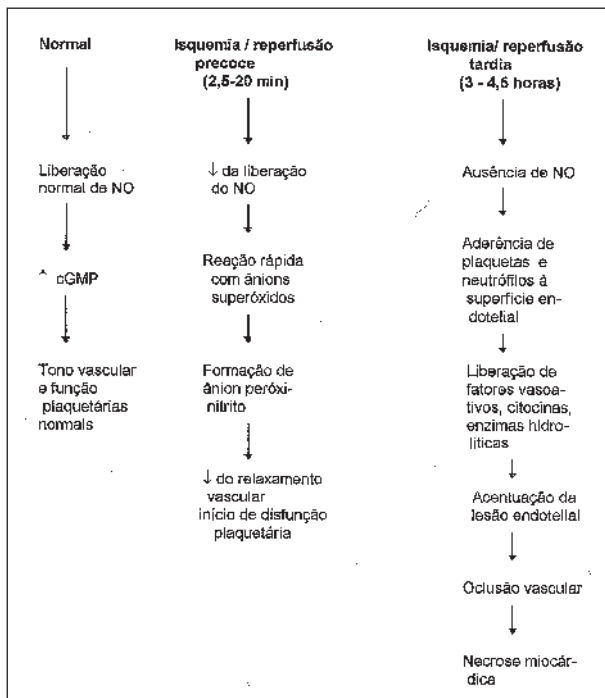 Normal
Liberação
normal de NO
^ cGMP
Tono vascular
e função
plaquetárias
normais
Isquemia / reperfusão
precoce
(2,5-20 min)
↓ da liberação
do NO
Reação rápida
com ânions
superóxidos
Formação de
ânion peróxi-
nitrito
↓ do relaxamento
vascular
início de disfunção
plaquetária
Isquemia/ reperfusão
tardia
(3 - 4,5 horas)
Ausência de NO
Aderência de
plaquetas e
neutrófilos à
superfície en-
dotelial
Liberação de
fatores vasoa-
tivos, citocinas,
enzimas hidro-
líticas
Acentuação da
lesão endotelial
Oclusão vascular
Necrose miocár-
dica